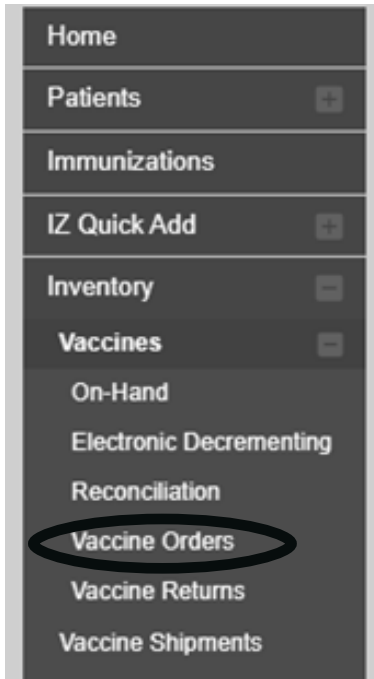 Home
Patients
Immunizations
IZ Quick Add
Inventory
Vaccines
On-Hand
Electronic Decrementing
Reconciliation
Vaccine Orders
Vaccine Returns
Vaccine Shipments